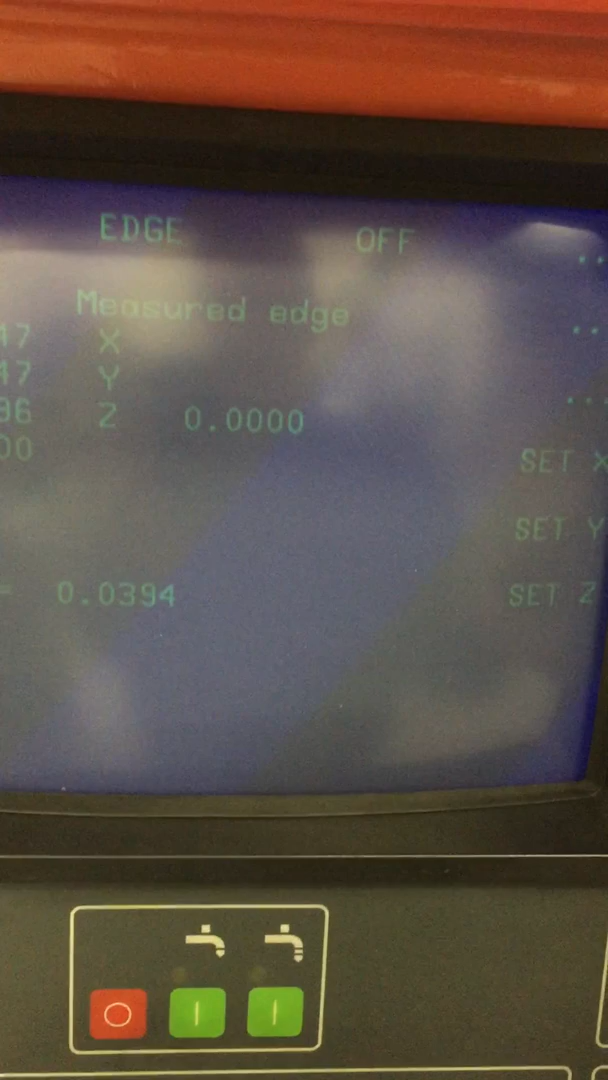 EDGE OFF
..
Measured edge
47 X ..
47 Y
96 Z 0.0000 ...
00
SET X
SET Y
= 0.0394 SET Z